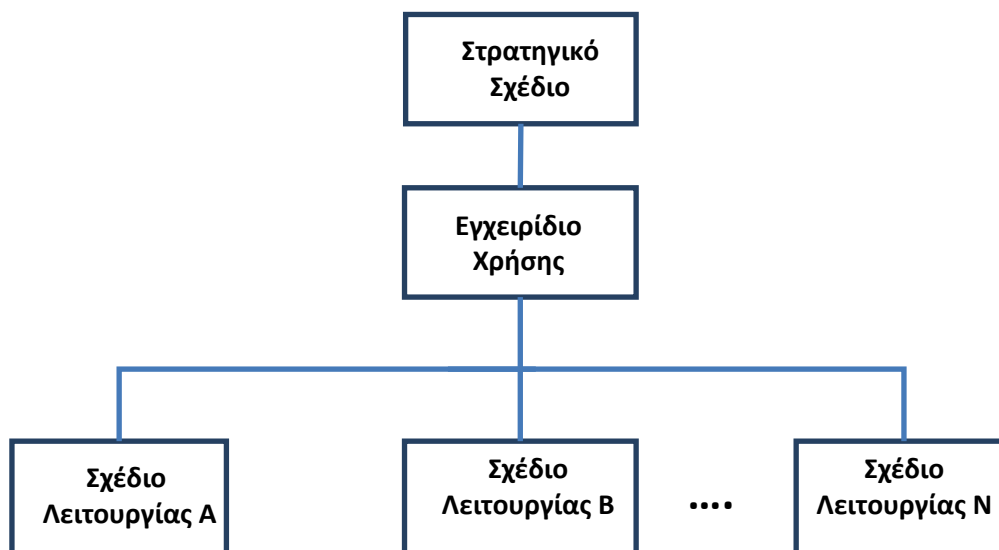 Στρατηγικό
Σχέδιο
Εγχειρίδιο
Χρήσης
Σχέδιο
Λειτουργίας Α
Σχέδιο
Λειτουργίας Β
....
Σχέδιο
Λειτουργίας Ν